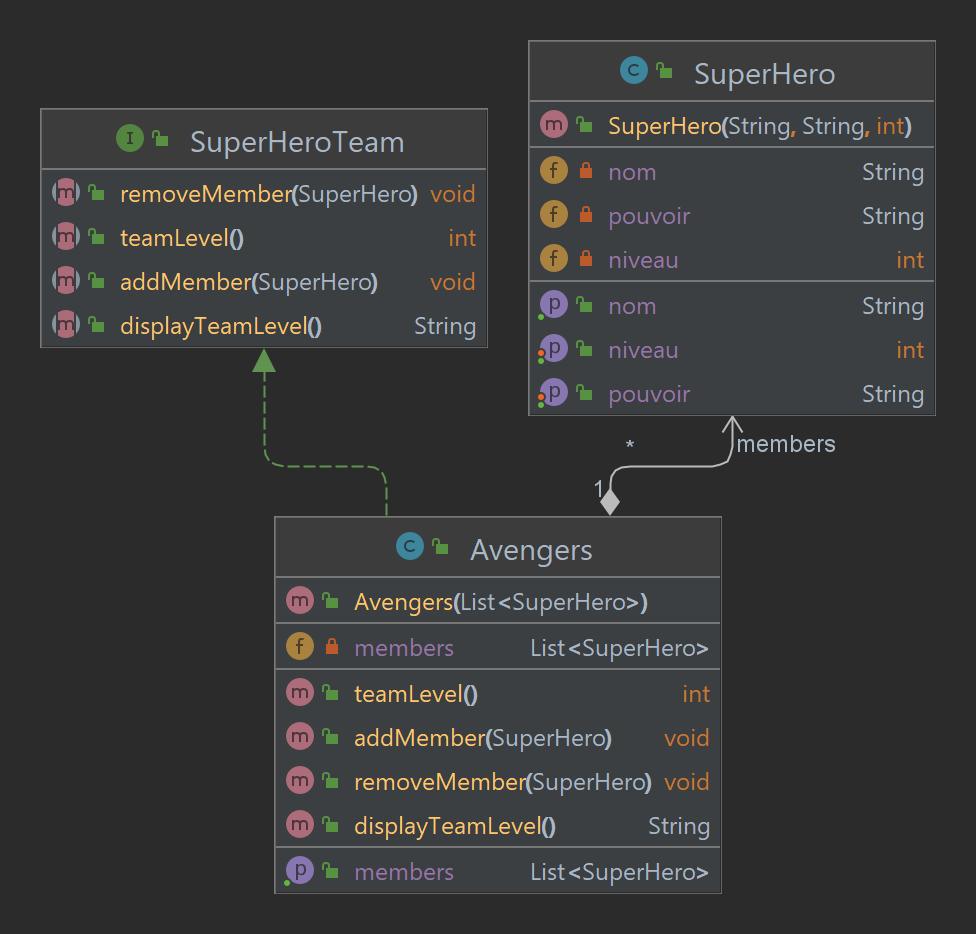 SuperHeroTeam
removeMember(SuperHero) void
teamLevel() int
addMember(SuperHero) void
displayTeamLevel() String
SuperHero
SuperHero(String, String, int)
nom String
pouvoir String
niveau int
nom String
niveau int
pouvoir String
* members
1
Avengers
Avengers(List<SuperHero>)
members List<SuperHero>
teamLevel() int
addMember(SuperHero) void
removeMember(SuperHero) void
displayTeamLevel() String
members List<SuperHero>